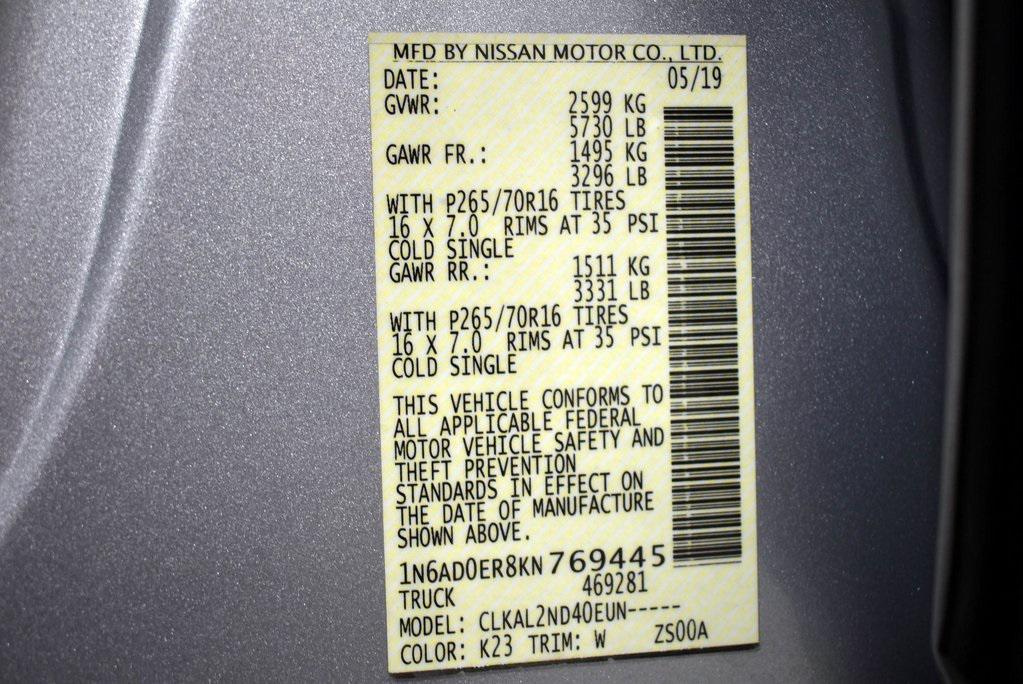 MFD BY NISSAN MOTOR CO., LTD.
DATE: 05/19
GVWR: 2599 KG
5730 LB
GAWR FR.: 1495 KG
3296 LB
WITH P265/70R16 TIRES
16 X 7.0 RIMS AT 35 PSI
COLD SINGLE
GAWR RR.: 1511 KG
3331 LB
WITH P265/70R16 TIRES
16 X 7.0 RIMS AT 35 PSI
COLD SINGLE
THIS VEHICLE CONFORMS TO
ALL APPLICABLE FEDERAL
MOTOR VEHICLE SAFETY AND
THEFT PREVENTION
STANDARDS IN EFFECT ON
THE DATE OF MANUFACTURE
SHOWN ABOVE.
1N6AD0ER8KN769445
TRUCK 469281
MODEL: CLKAL2ND40EUN-----
COLOR: K23 TRIM: W ZS00A